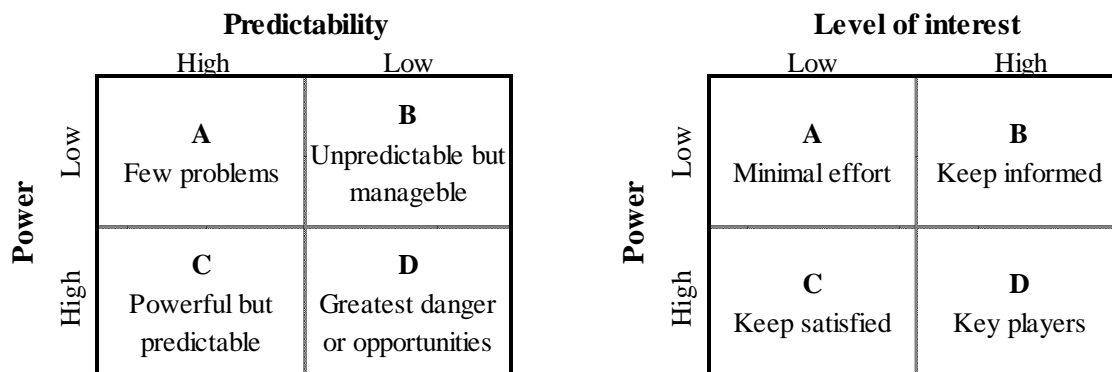 Predictability
High Low
Power
Low
High
A
Few problems
B
Unpredictable but
manageble
C
Powerful but
predictable
D
Greatest danger
or opportunities
Level of interest
Low High
Power
Low
High
A
Minimal effort
B
Keep informed
C
Keep satisfied
D
Key players